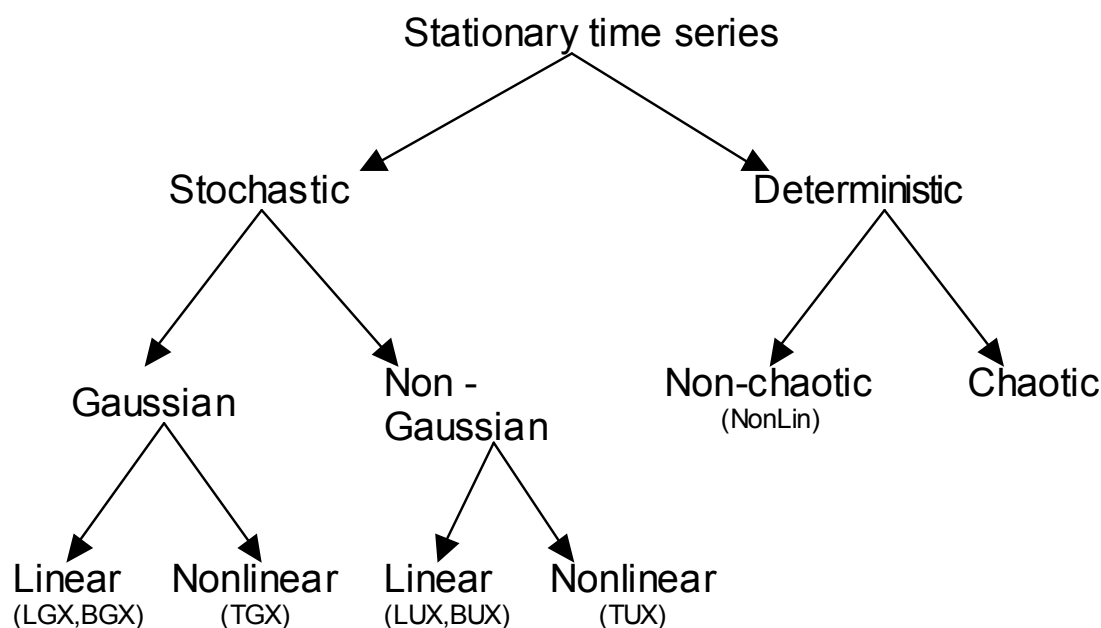 Stationary time series
Stochastic
Deterministic
Gaussian
Non -
Gaussian
Non-chaotic
(NonLin)
Chaotic
Linear
(LGX,BGX)
Nonlinear
(TGX)
Linear
(LUX,BUX)
Nonlinear
(TUX)